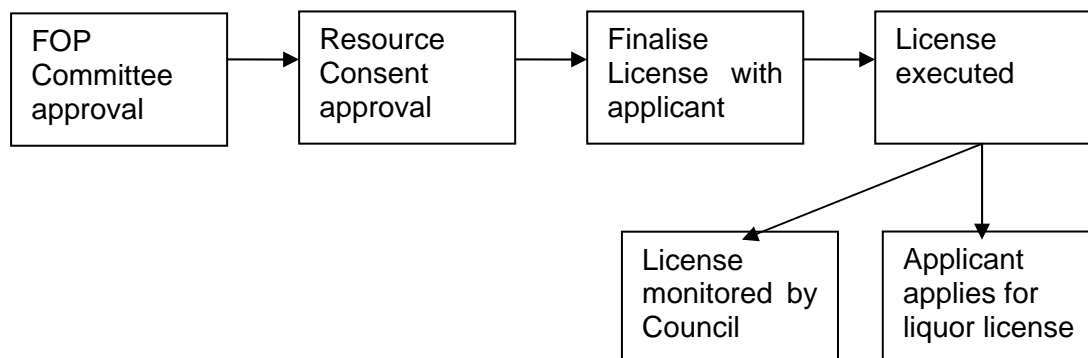 FOP
Committee
approval
Resource
Consent
approval
Finalise
License with
applicant
License
executed
License
monitored by
Council
Applicant
applies for
liquor license